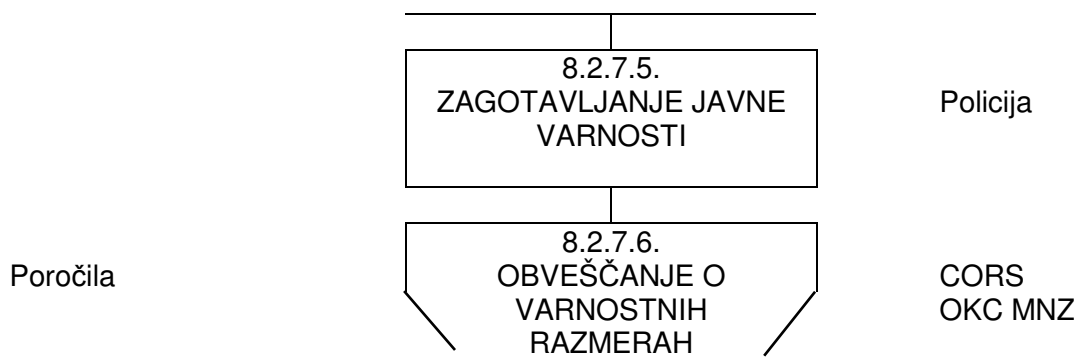 8.2.7.5.
ZAGOTAVLJANJE JAVNE
VARNOSTI
Policija
8.2.7.6.
Poročila
OBVEŠČANJE O
CORS
VARNOSTNIH
OKC MNZ
RAZMERAH